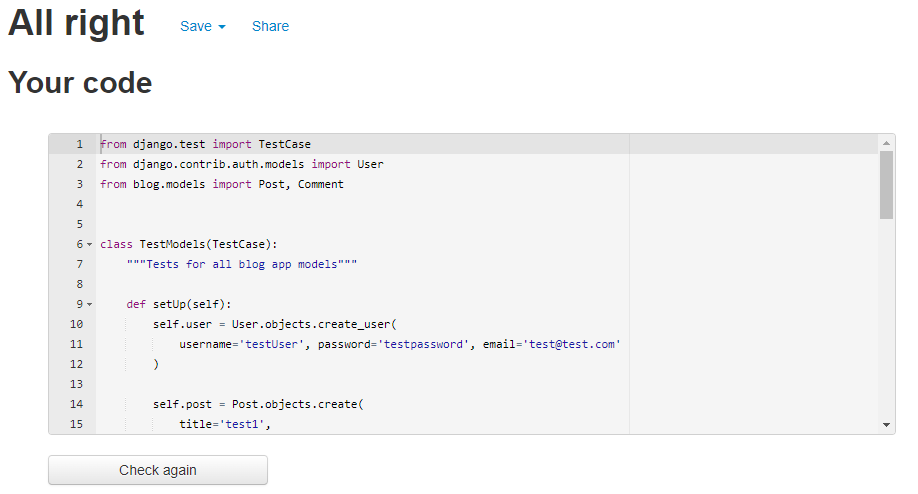 All right Save Share
Your code
1 from django.test import TestCase
2 from django.contrib.auth.models import User
3 from blog.models import Post, Comment
4
5
6 class TestModels(TestCase):
7     """Tests for all blog app models"""
8
9     def setUp(self):
10         self.user = User.objects.create_user(
11             username='testUser', password='testpassword', email='test@test.com'
12         )
13
14         self.post = Post.objects.create(
15             title='test1',
Check again